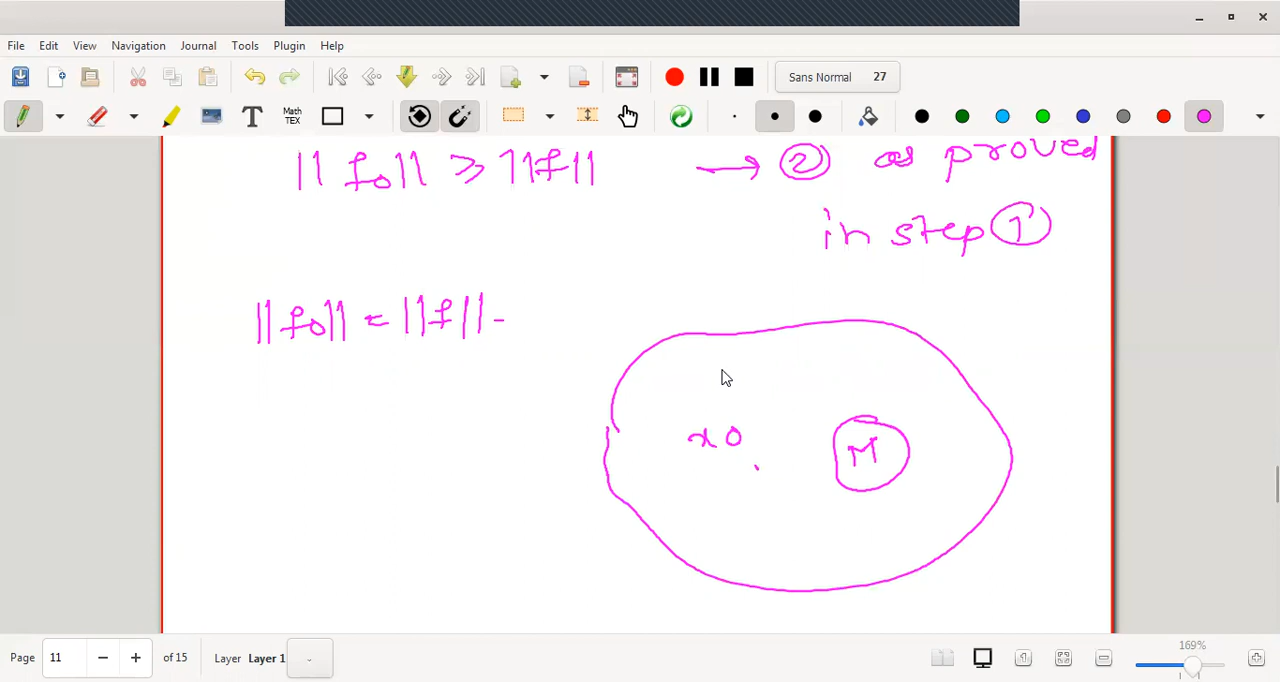 File Edit View Navigation Journal Tools Plugin Help
Sans Normal 27
T Math TEX
|| f0 || ⩾ ||f|| → ② as proved
in step ①
|| f0 || = ||f||-
x0 M
Page 11 of 15 Layer Layer 1 169%